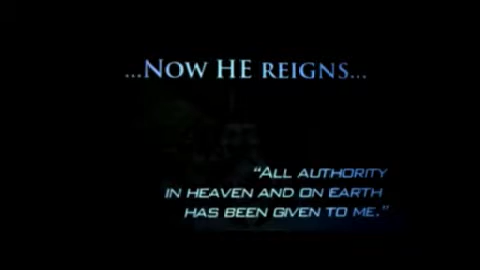 ...NOW HE REIGNS...
"ALL AUTHORITY
IN HEAVEN AND ON EARTH
HAS BEEN GIVEN TO ME."